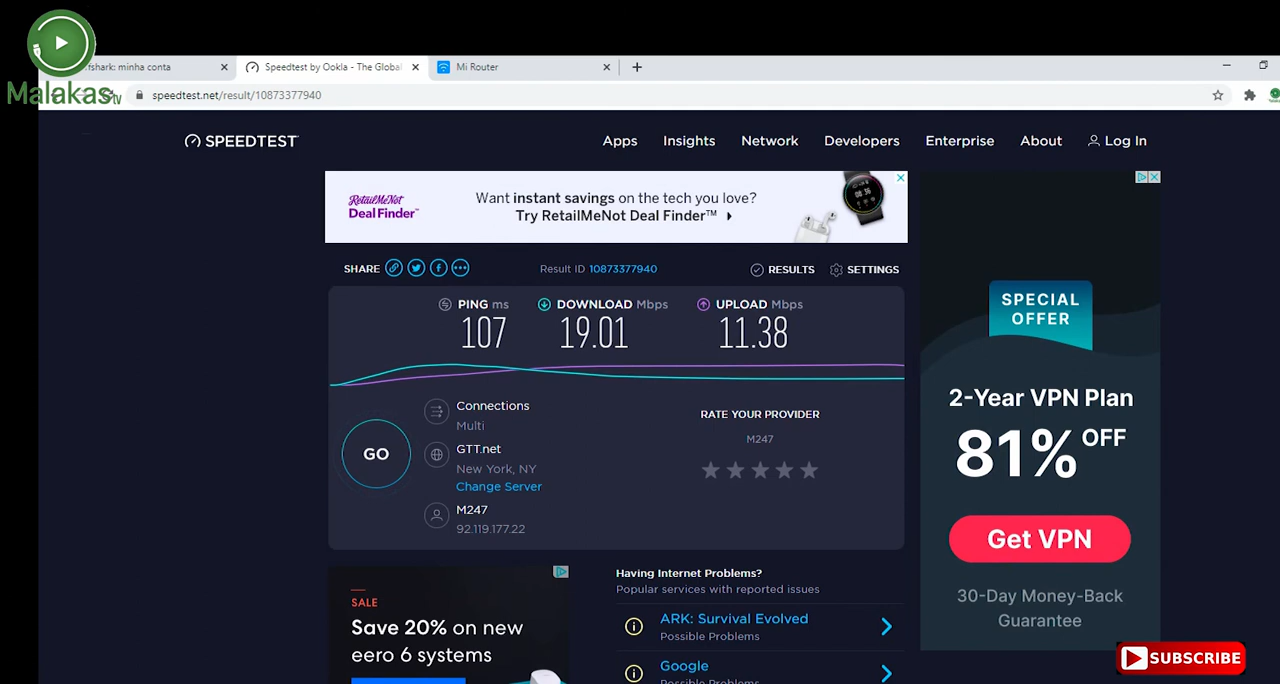 fshark: minha conta
Speedtest by Ookla - The Global
Mi Router
Malakas tv
speedtest.net/result/10873377940
SPEEDTEST
Apps Insights Network Developers Enterprise About Log In
RetailMeNot
Deal Finder™
Want instant savings on the tech you love?
Try RetailMeNot Deal Finder™
SHARE
Result ID 10873377940
RESULTS SETTINGS
PING ms DOWNLOAD Mbps UPLOAD Mbps
107 19.01 11.38
GO
Connections
Multi
GTT.net
New York, NY
Change Server
M247
92.119.177.22
RATE YOUR PROVIDER
M247
SPECIAL
OFFER
2-Year VPN Plan
81% OFF
Get VPN
30-Day Money-Back
Guarantee
SALE
Save 20% on new
eero 6 systems
Having Internet Problems?
Popular services with reported issues
ARK: Survival Evolved
Possible Problems
Google
Possible Problems
SUBSCRIBE